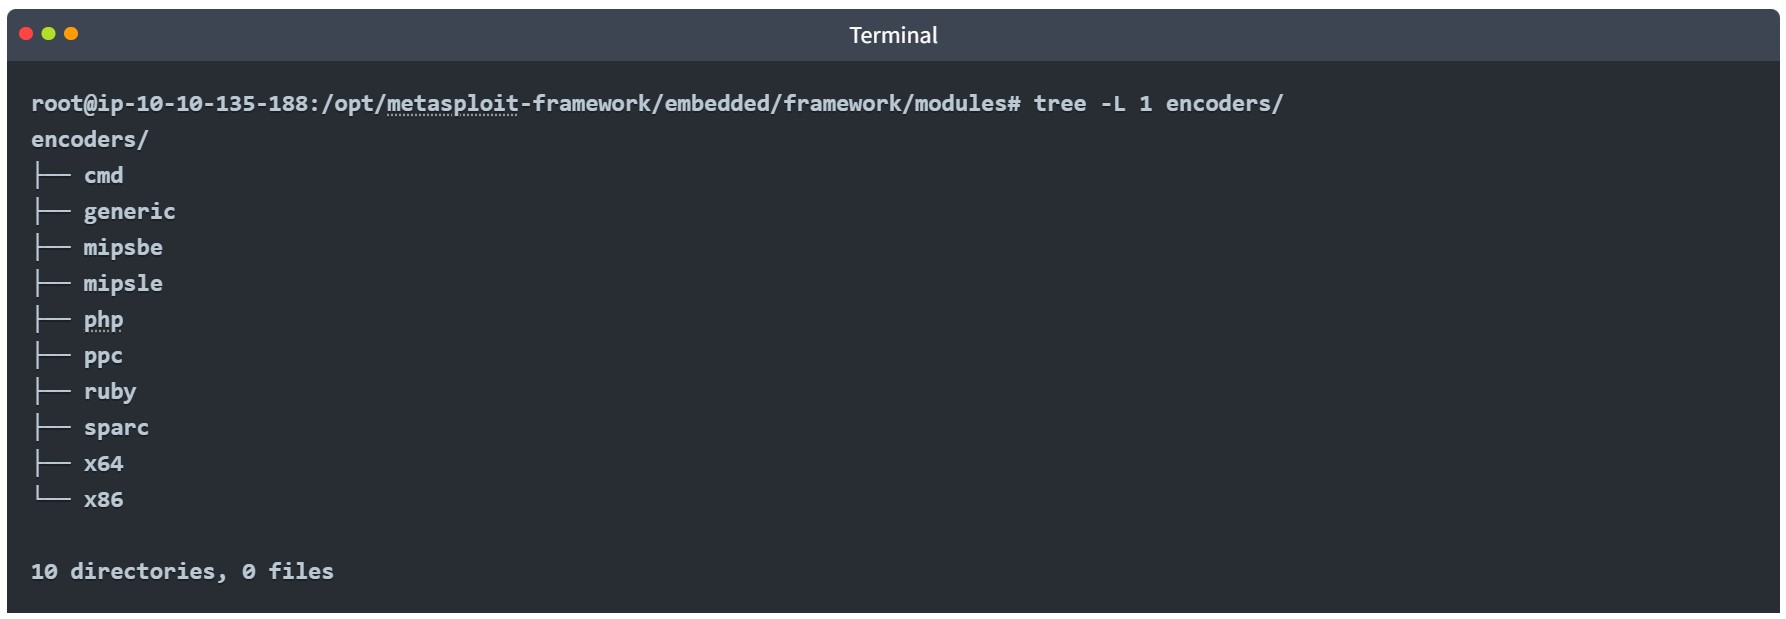 Terminal
root@ip-10-10-135-188:/opt/metasploit-framework/embedded/framework/modules# tree -L 1 encoders/
encoders/
├── cmd
├── generic
├── mipsbe
├── mipsle
├── php
├── ppc
├── ruby
├── sparc
├── x64
└── x86
10 directories, 0 files